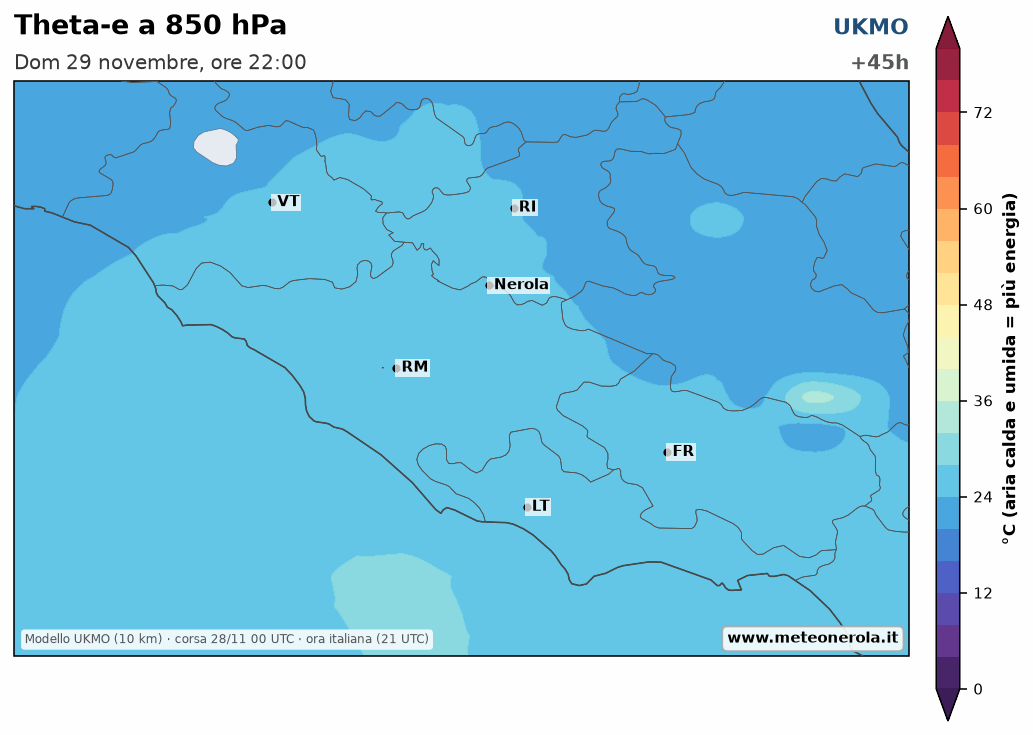 Theta-e a 850 hPa
UKMO
Dom 29 novembre, ore 22:00
+45h
VT
RI
Nerola
RM
FR
LT
Modello UKMO (10 km) · corsa 28/11 00 UTC · ora italiana (21 UTC)
www.meteonerola.it
72
60
48
36
24
12
0
°C (aria calda e umida = più energia)